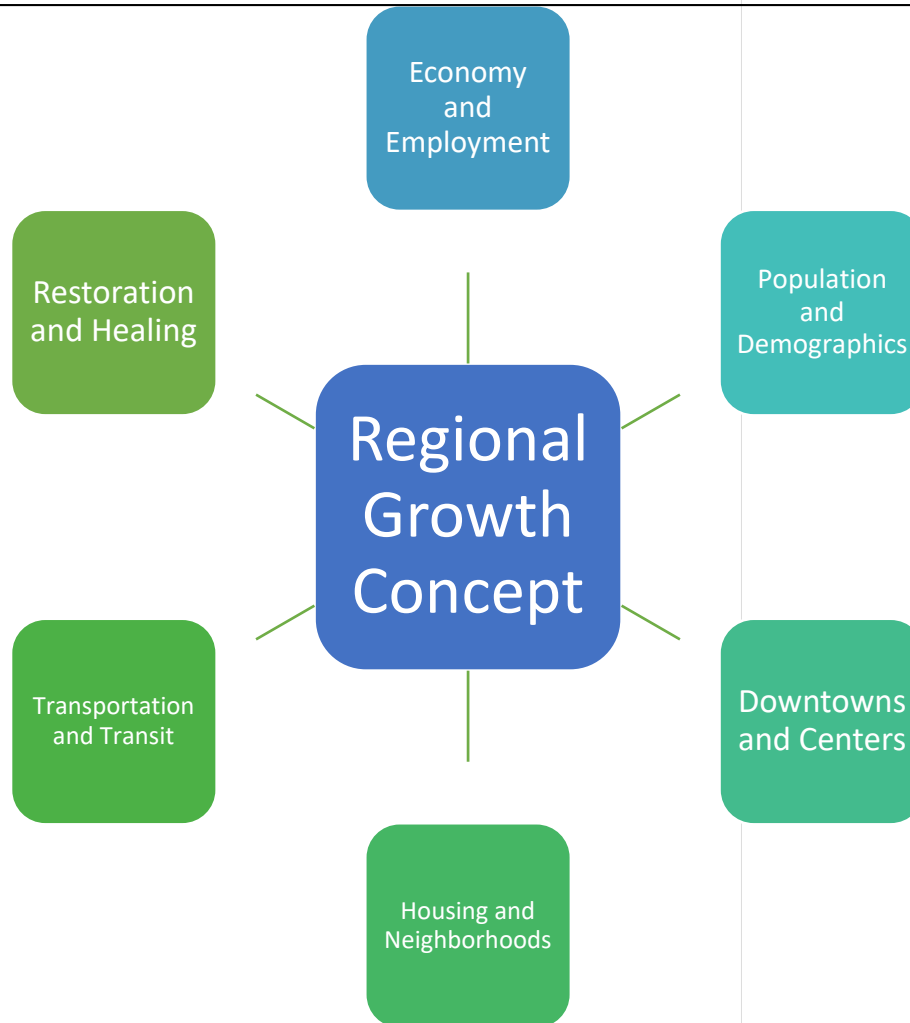 Economy
and
Employment
Population
and
Demographics
Downtowns
and Centers
Housing and
Neighborhoods
Transportation
and Transit
Restoration
and Healing
Regional
Growth
Concept